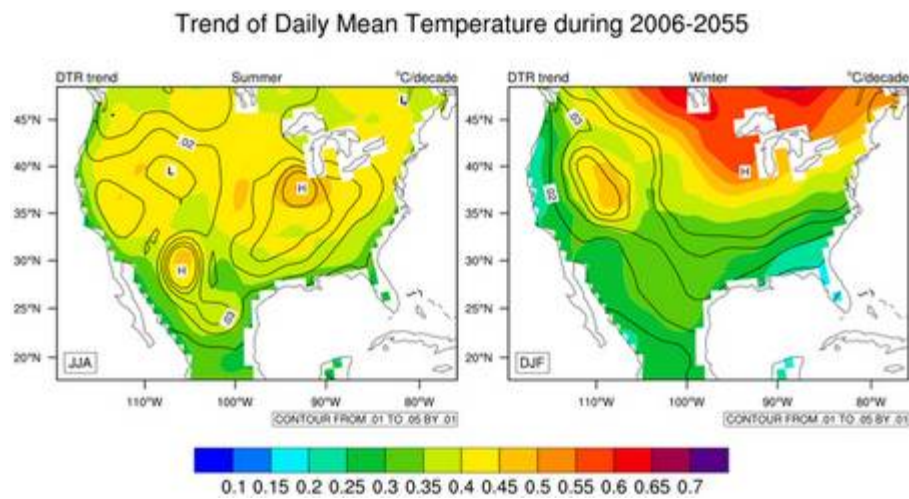 Trend of Daily Mean Temperature during 2006-2055
DTR trend Summer °C/decade
45°N
40°N
35°N
30°N
25°N
20°N
.02
L
L
H
H
.03
JJA
110°W 100°W 90°W 80°W
CONTOUR FROM .01 TO .05 BY .01
DTR trend Winter °C/decade
45°N
40°N
35°N
30°N
25°N
20°N
.03
H
.02
DJF
110°W 100°W 90°W 80°W
CONTOUR FROM .01 TO .05 BY .01
0.1 0.15 0.2 0.25 0.3 0.35 0.4 0.45 0.5 0.55 0.6 0.65 0.7